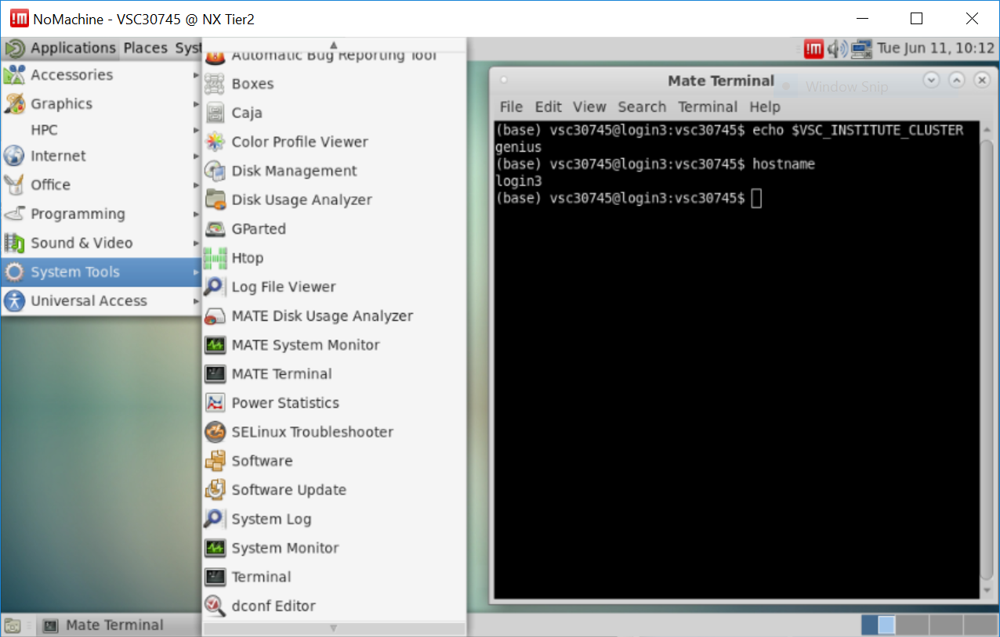 !M NoMachine - VSC30745 @ NX Tier2
Applications Places Syst
!M Tue Jun 11, 10:12
Accessories
Graphics
HPC
Internet
Office
Programming
Sound & Video
System Tools
Universal Access
Automatic Bug Reporting Tool
Boxes
Caja
Color Profile Viewer
Disk Management
Disk Usage Analyzer
GParted
Htop
Log File Viewer
MATE Disk Usage Analyzer
MATE System Monitor
MATE Terminal
Power Statistics
SELinux Troubleshooter
Software
Software Update
System Log
System Monitor
Terminal
dconf Editor
Mate Terminal
Window Snip
File Edit View Search Terminal Help
(base) vsc30745@login3:vsc30745$ echo $VSC_INSTITUTE_CLUSTER
genius
(base) vsc30745@login3:vsc30745$ hostname
login3
(base) vsc30745@login3:vsc30745$
Mate Terminal